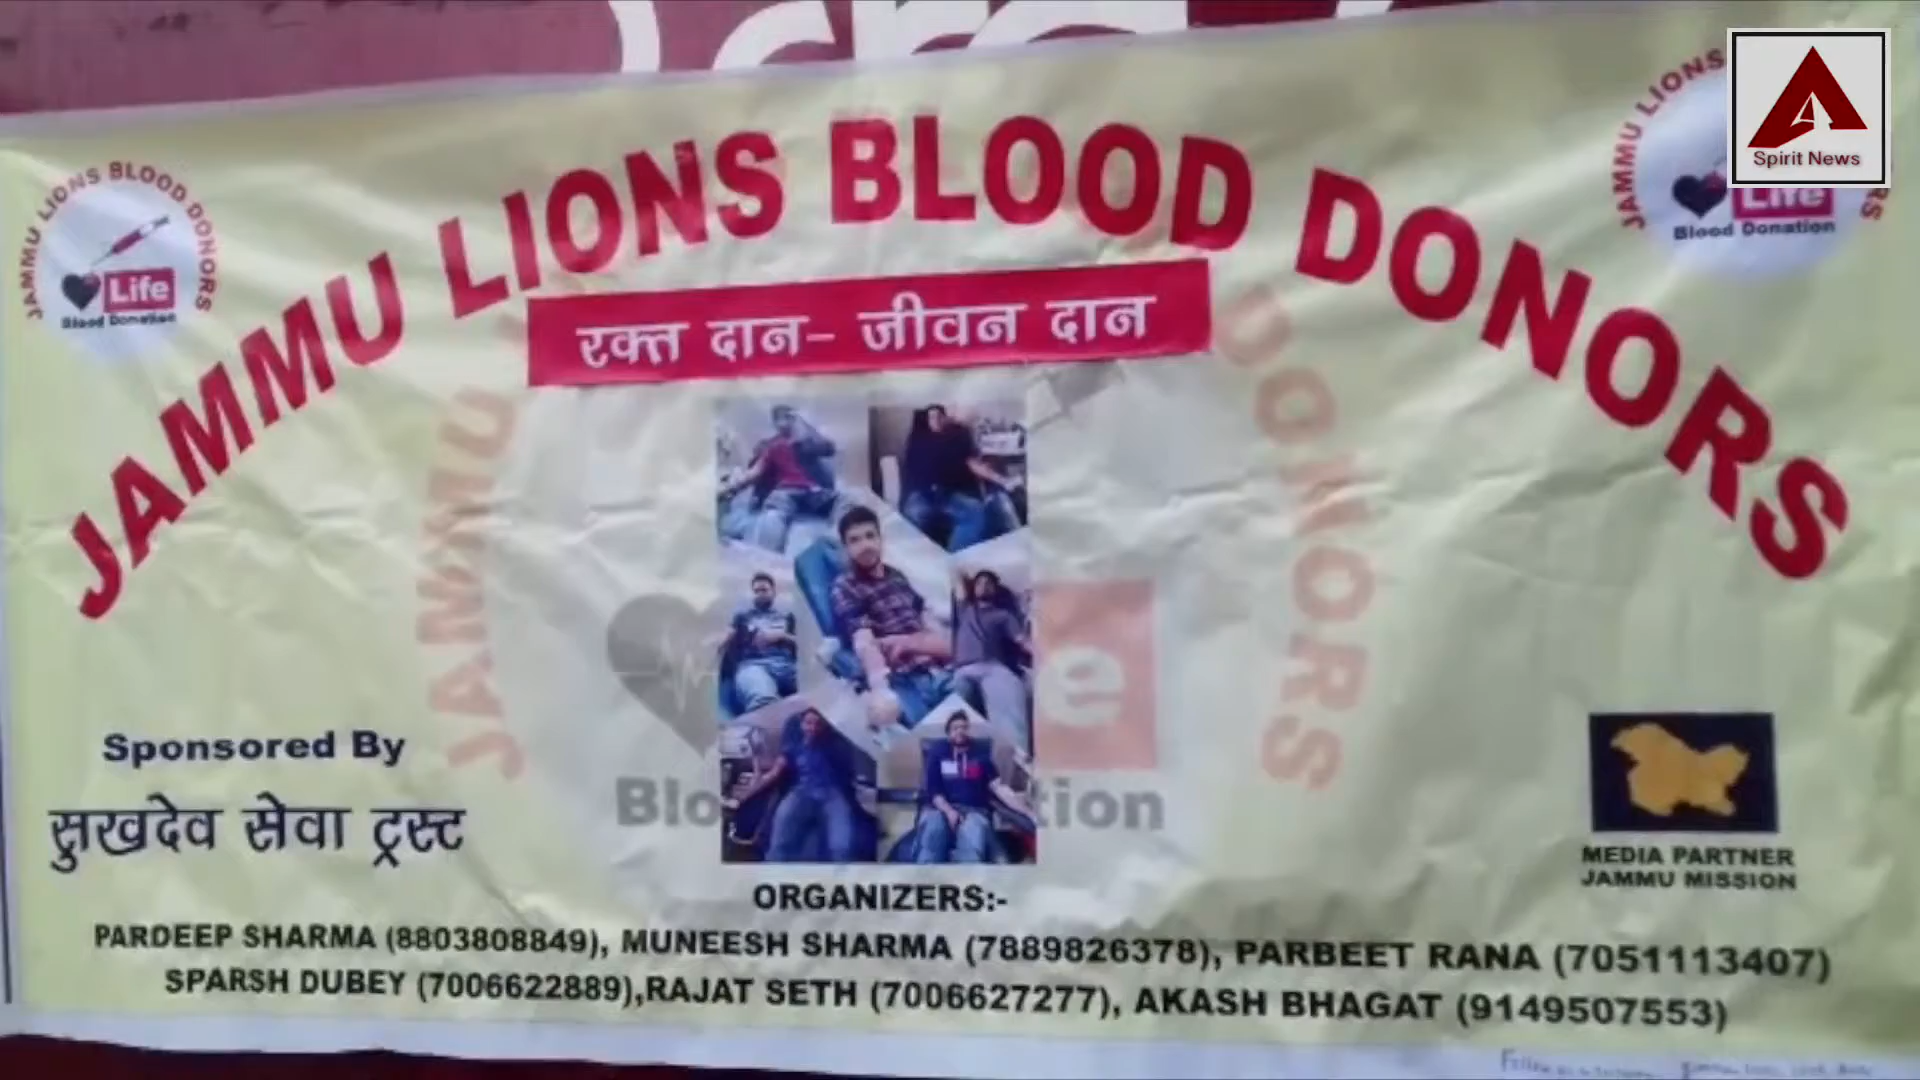 Spirit News
JAMMU LIONS BLOOD DONORS
JAMMU LIONS BLOOD DONORS
Life
Blood Donation
JAMMU LIONS
Life
Blood Donation
रक्त दान- जीवन दान
JAMMU DONORS
e
Sponsored By
सुखदेव सेवा ट्रस्ट
MEDIA PARTNER
JAMMU MISSION
ORGANIZERS:-
PARDEEP SHARMA (8803808849), MUNEESH SHARMA (7889826378), PARBEET RANA (7051113407)
SPARSH DUBEY (7006622889),RAJAT SETH (7006627277), AKASH BHAGAT (9149507553)